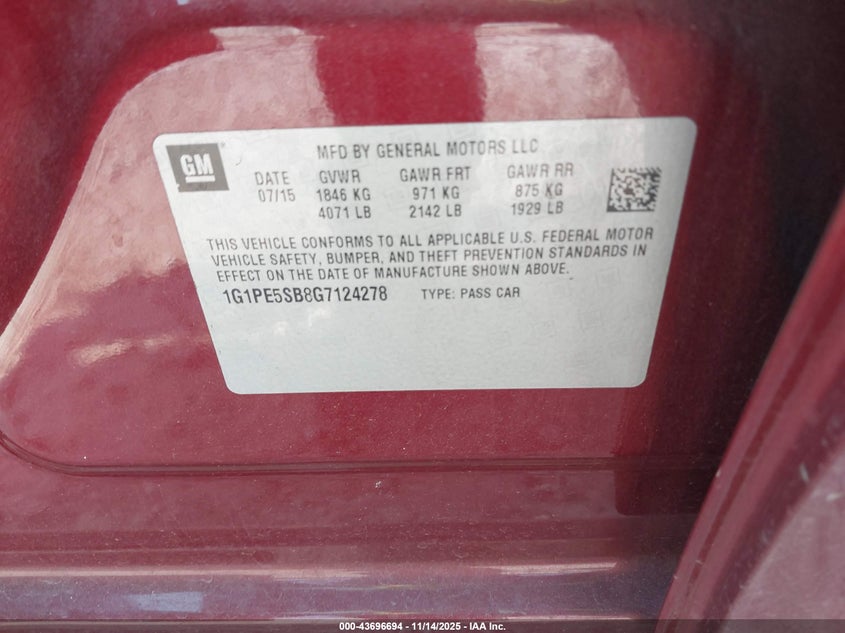 GM
MFD BY GENERAL MOTORS LLC
DATE GVWR GAWR FRT GAWR RR
07/15 1846 KG 971 KG 875 KG
4071 LB 2142 LB 1929 LB
THIS VEHICLE CONFORMS TO ALL APPLICABLE U.S. FEDERAL MOTOR
VEHICLE SAFETY, BUMPER, AND THEFT PREVENTION STANDARDS IN
EFFECT ON THE DATE OF MANUFACTURE SHOWN ABOVE.
1G1PE5SB8G7124278 TYPE: PASS CAR
000-43696694 - 11/14/2025 - IAA Inc.